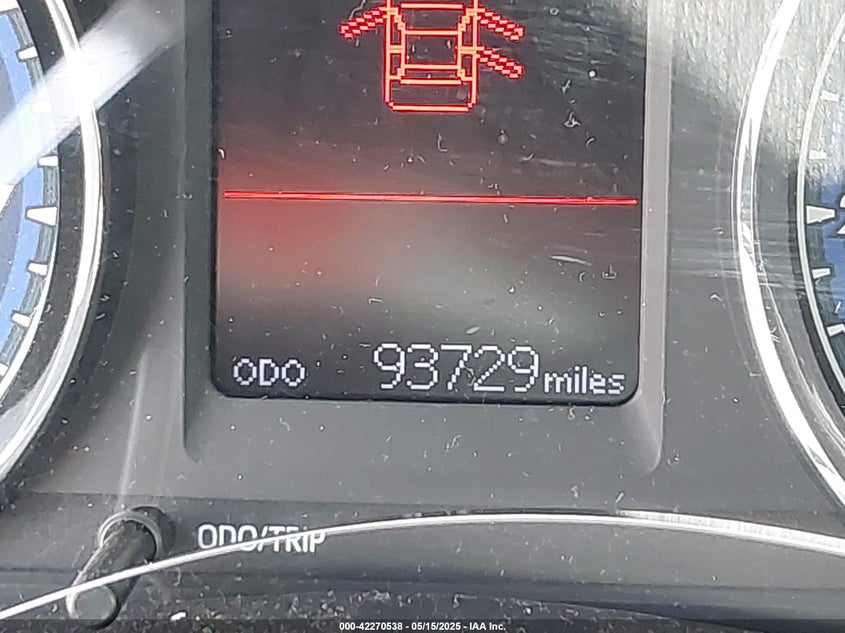 ODO 93729 miles
ODO/TRIP
000-42270538 - 05/15/2025 - IAA Inc.